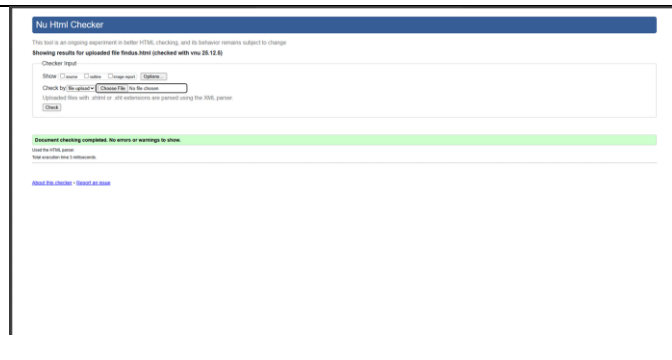 Nu Html Checker
This tool is an ongoing experiment in better HTML checking, and its behavior remains subject to change
Showing results for uploaded file findus.html (checked with vnu 26.12.6)
Checker Input
Show source outline image report Options...
Check by file upload Choose File No file chosen
Uploaded files with .xhtml or .xht extensions are parsed using the XML parser.
Check
Document checking completed. No errors or warnings to show.
Used the HTML parser.
Total execution time 3 milliseconds.
About this checker • Report an issue